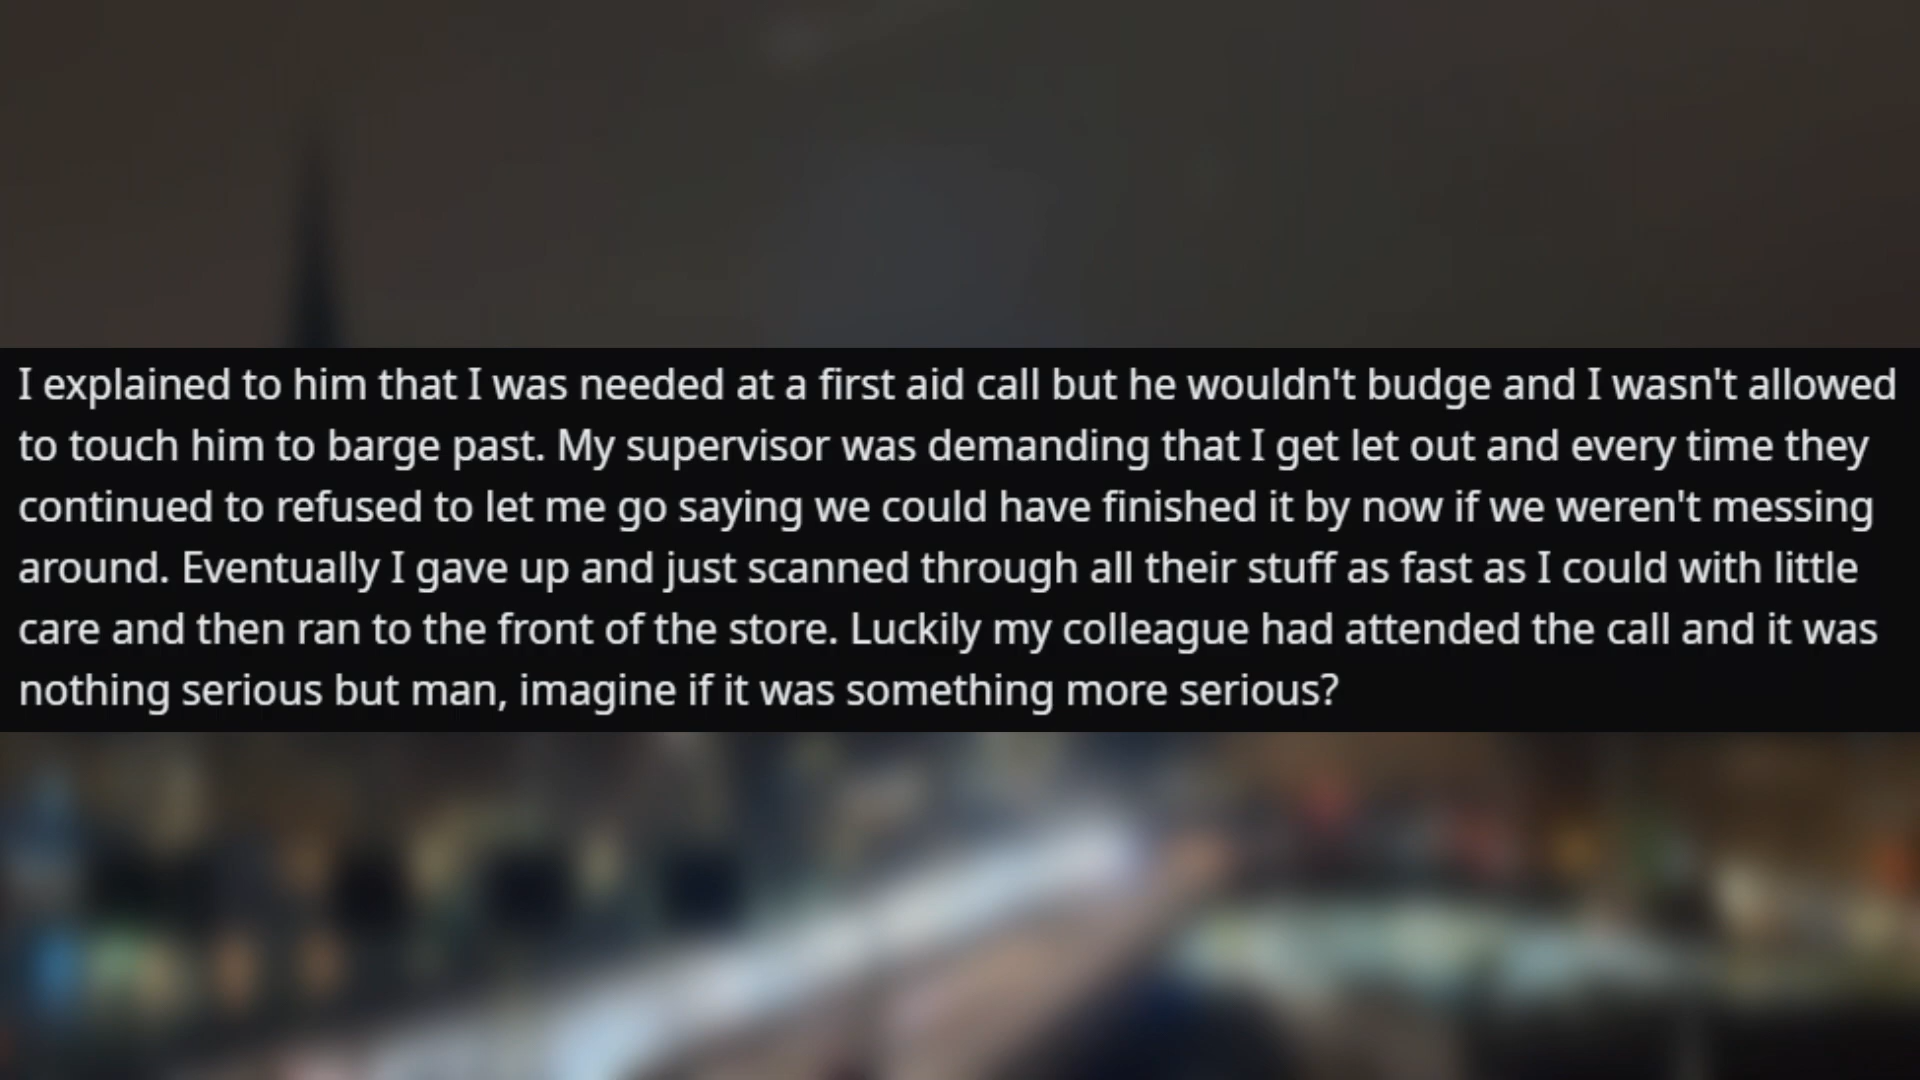 I explained to him that I was needed at a first aid call but he wouldn't budge and I wasn't allowed
to touch him to barge past. My supervisor was demanding that I get let out and every time they
continued to refused to let me go saying we could have finished it by now if we weren't messing
around. Eventually I gave up and just scanned through all their stuff as fast as I could with little
care and then ran to the front of the store. Luckily my colleague had attended the call and it was
nothing serious but man, imagine if it was something more serious?